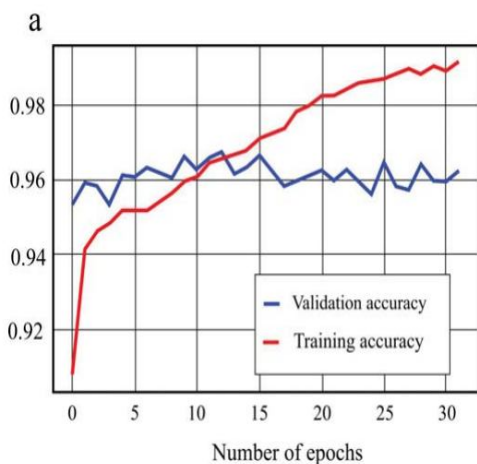 a
0.98
0.96
0.94
0.92
Validation accuracy
Training accuracy
0 5 10 15 20 25 30
Number of epochs